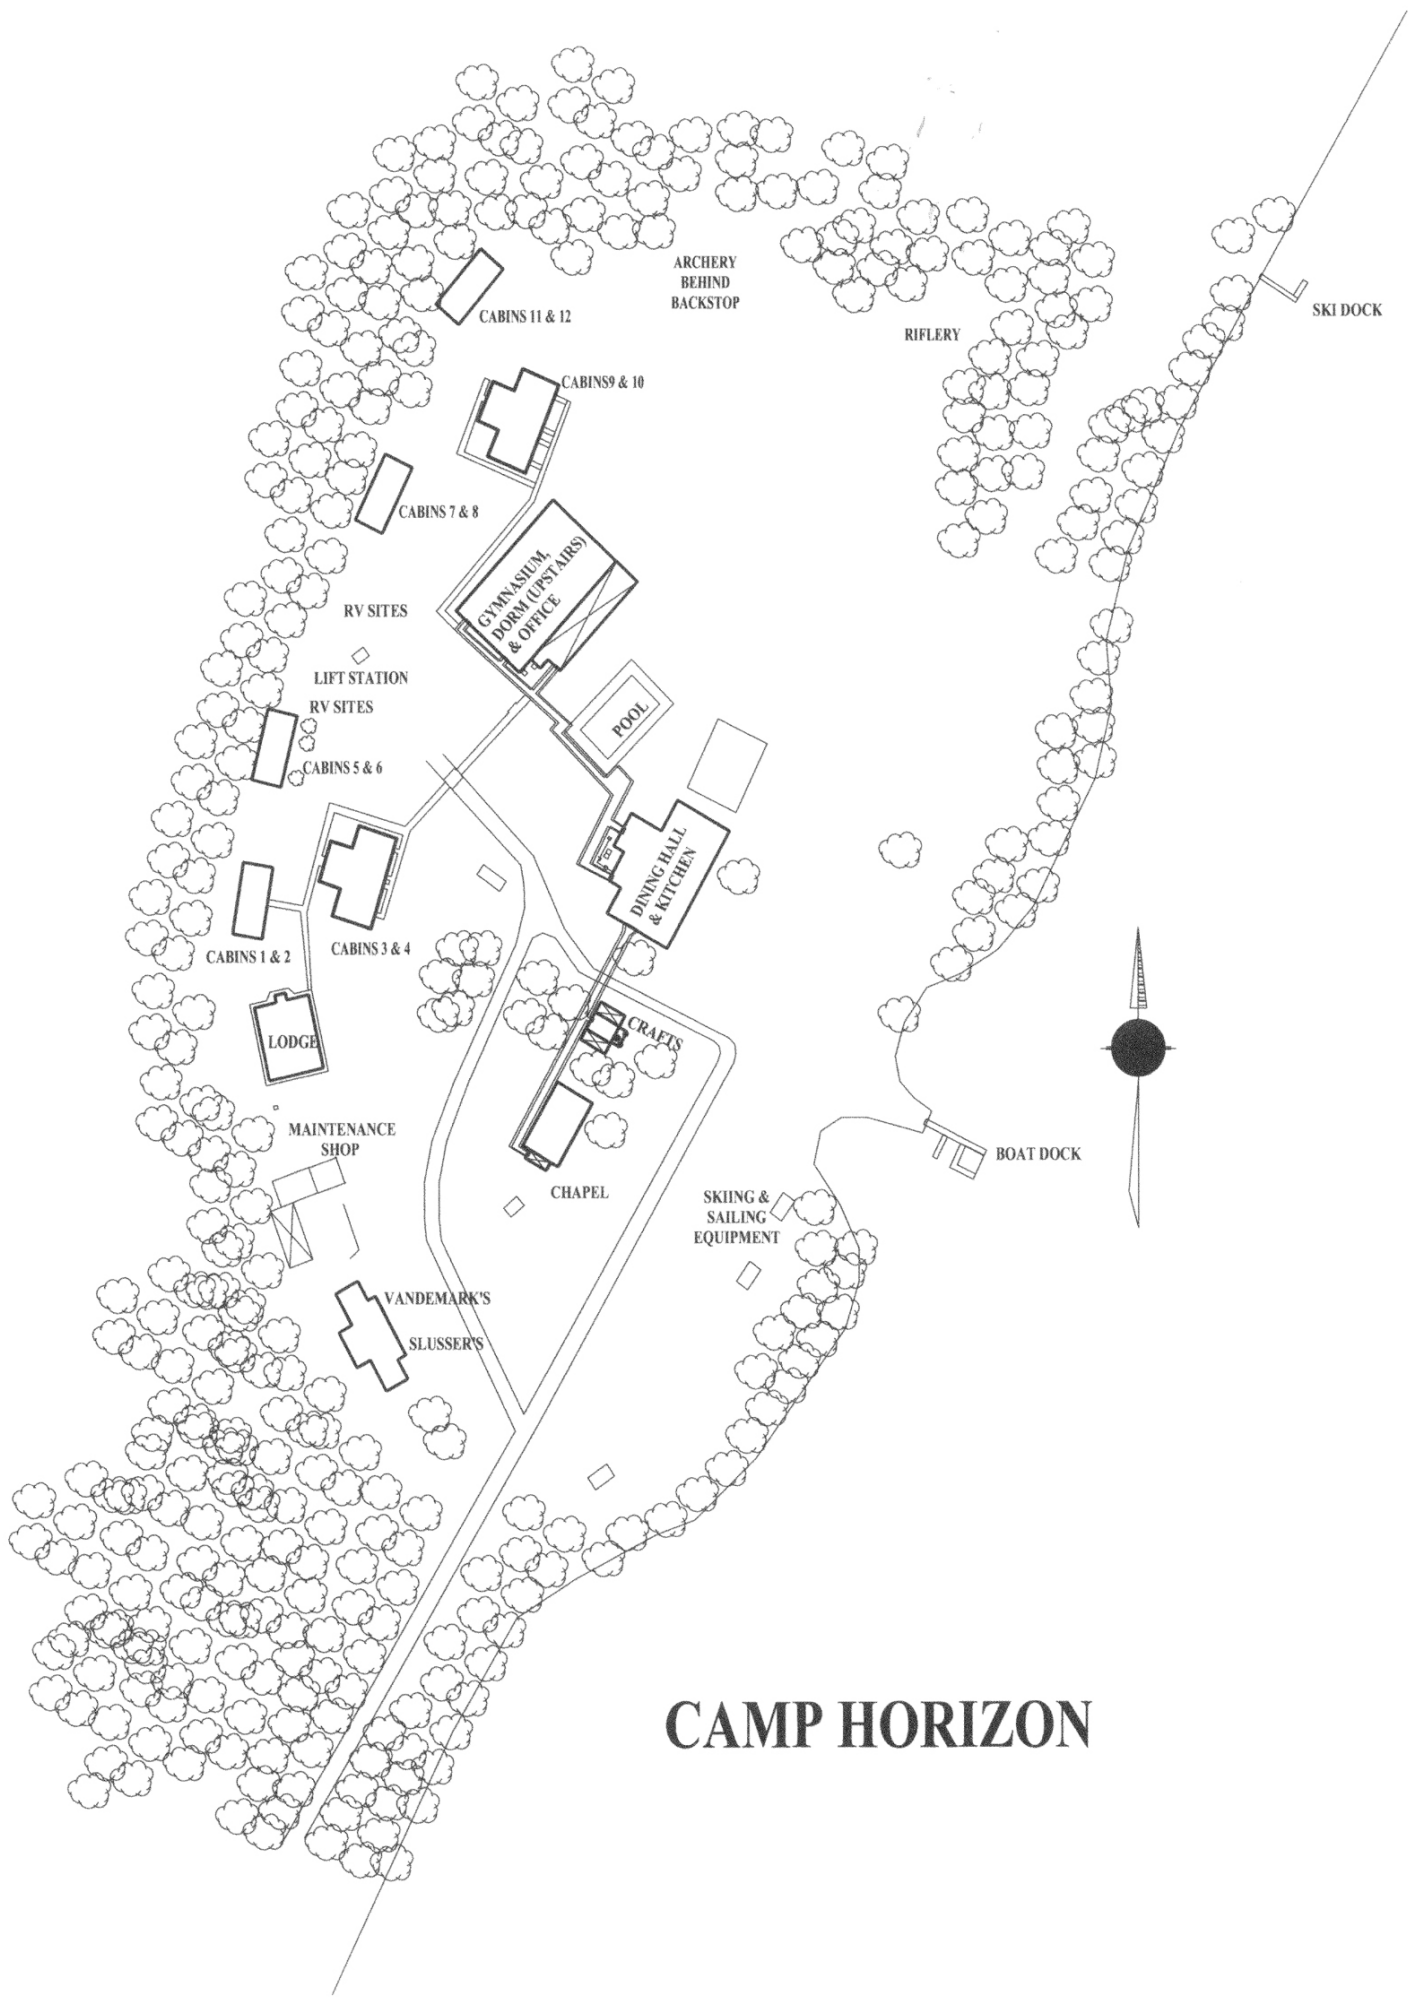 ARCHERY
BEHIND
BACKSTOP
CABINS 11 & 12
SKI DOCK
RIFLERY
CABINS9 & 10
CABINS 7 & 8
GYMNASIUM,
DORM (UPSTAIRS)
& OFFICE
RV SITES
LIFT STATION
RV SITES
POOL
CABINS 5 & 6
DINING HALL
& KITCHEN
CABINS 3 & 4
CABINS 1 & 2
LODGE
CRAFTS
MAINTENANCE
SHOP
BOAT DOCK
CHAPEL
SKIING &
SAILING
EQUIPMENT
VANDEMARK'S
SLUSSER'S
CAMP HORIZON